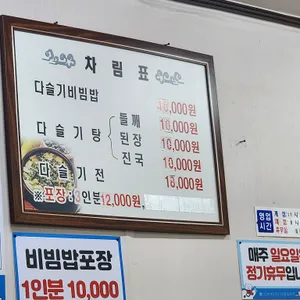 차림표
다슬기비빔밥 10,000원
다슬기탕
들깨 10,000원
된장 10,000원
진국 10,000원
다슬기전 15,000원
※포장:3인분 12,000원,
영업
시간
비빔밥포장
1인분 10,000
매주 일요일
정기휴무입니